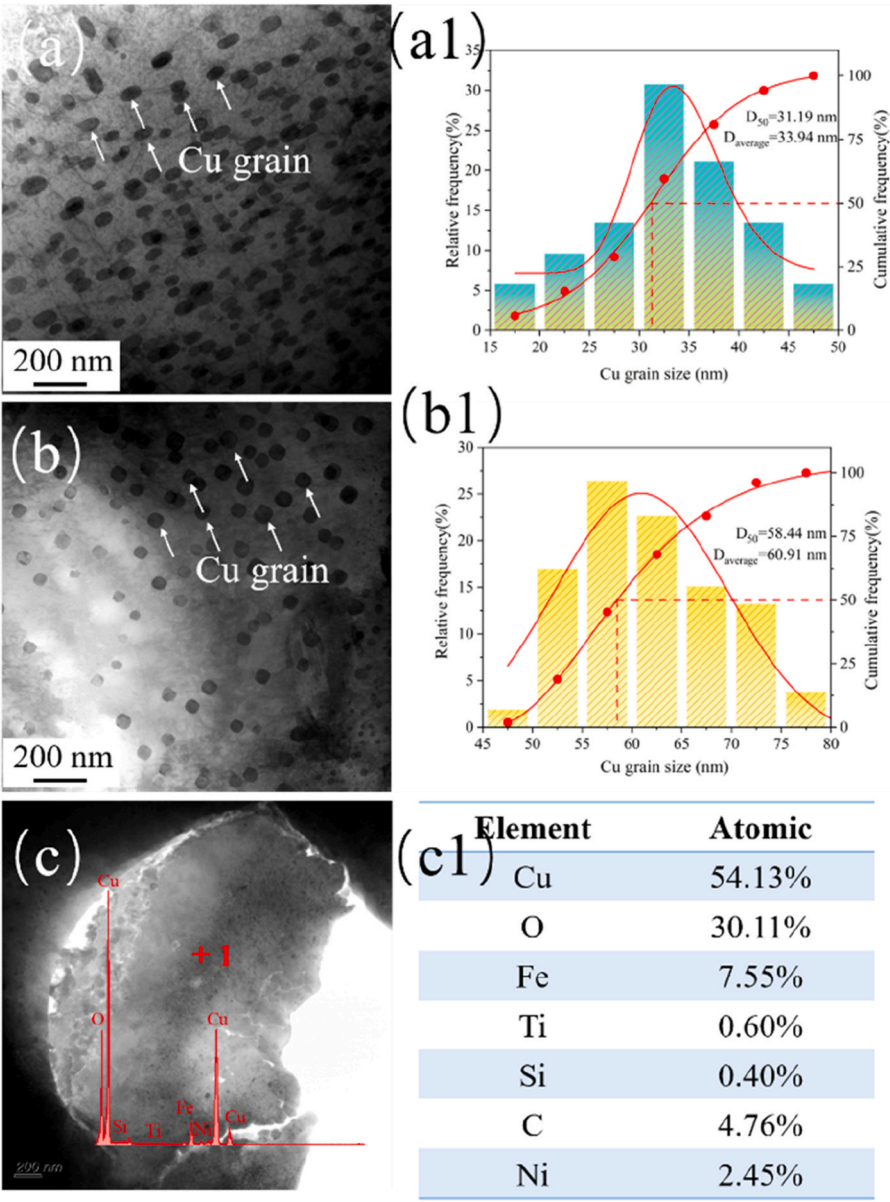 (a)
Cu grain
200 nm
(a1)
Relative frequency(%)
35
30
25
20
15
10
5
0
15 20 25 30 35 40 45 50
Cu grain size (nm)
D50=31.19 nm
Daverage=33.94 nm
100
75
50
25
0
Cumulative frequency(%)
(b)
Cu grain
200 nm
(b1)
Relative frequency(%)
30
25
20
15
10
5
0
45 50 55 60 65 70 75 80
Cu grain size (nm)
D50=58.44 nm
Daverage=60.91 nm
100
75
50
25
0
Cumulative frequency(%)
(c)
Cu
+1
O
Cu
Si
Ti
Fe
Ni
Cu
200 nm
(c1)
Element Atomic
Cu 54.13%
O 30.11%
Fe 7.55%
Ti 0.60%
Si 0.40%
C 4.76%
Ni 2.45%